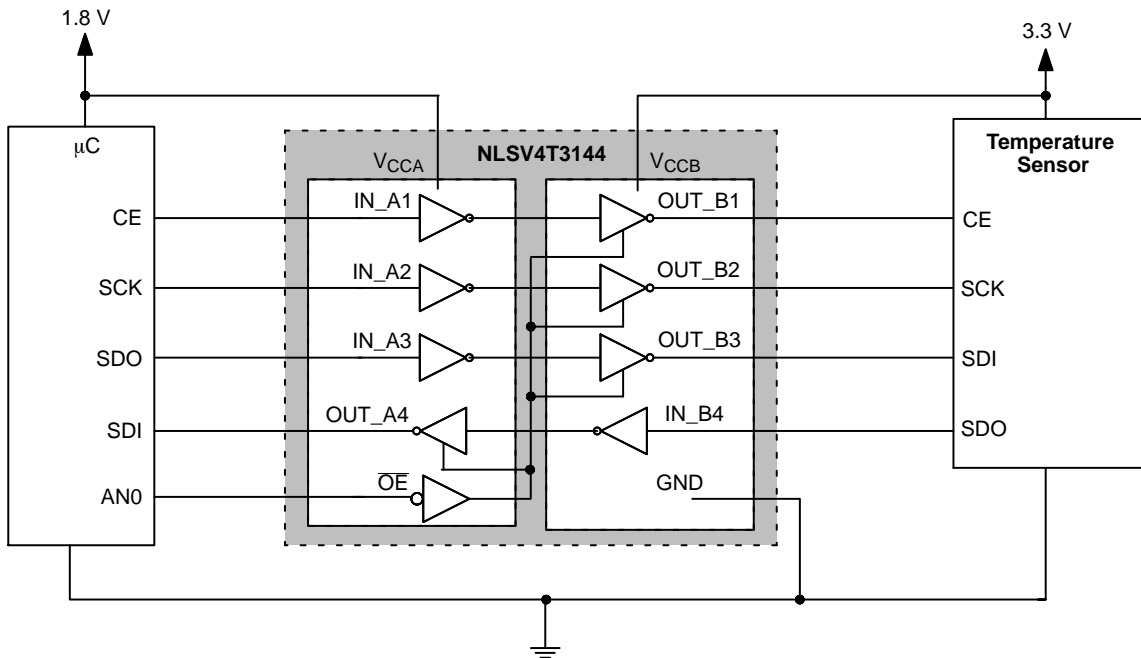 1.8 V
3.3 V
μC
NLSV4T3144
Temperature
Sensor
VCCA
VCCB
CE
IN_A1
OUT_B1
CE
SCK
IN_A2
OUT_B2
SCK
SDO
IN_A3
OUT_B3
SDI
SDI
OUT_A4
IN_B4
SDO
AN0
OE
GND